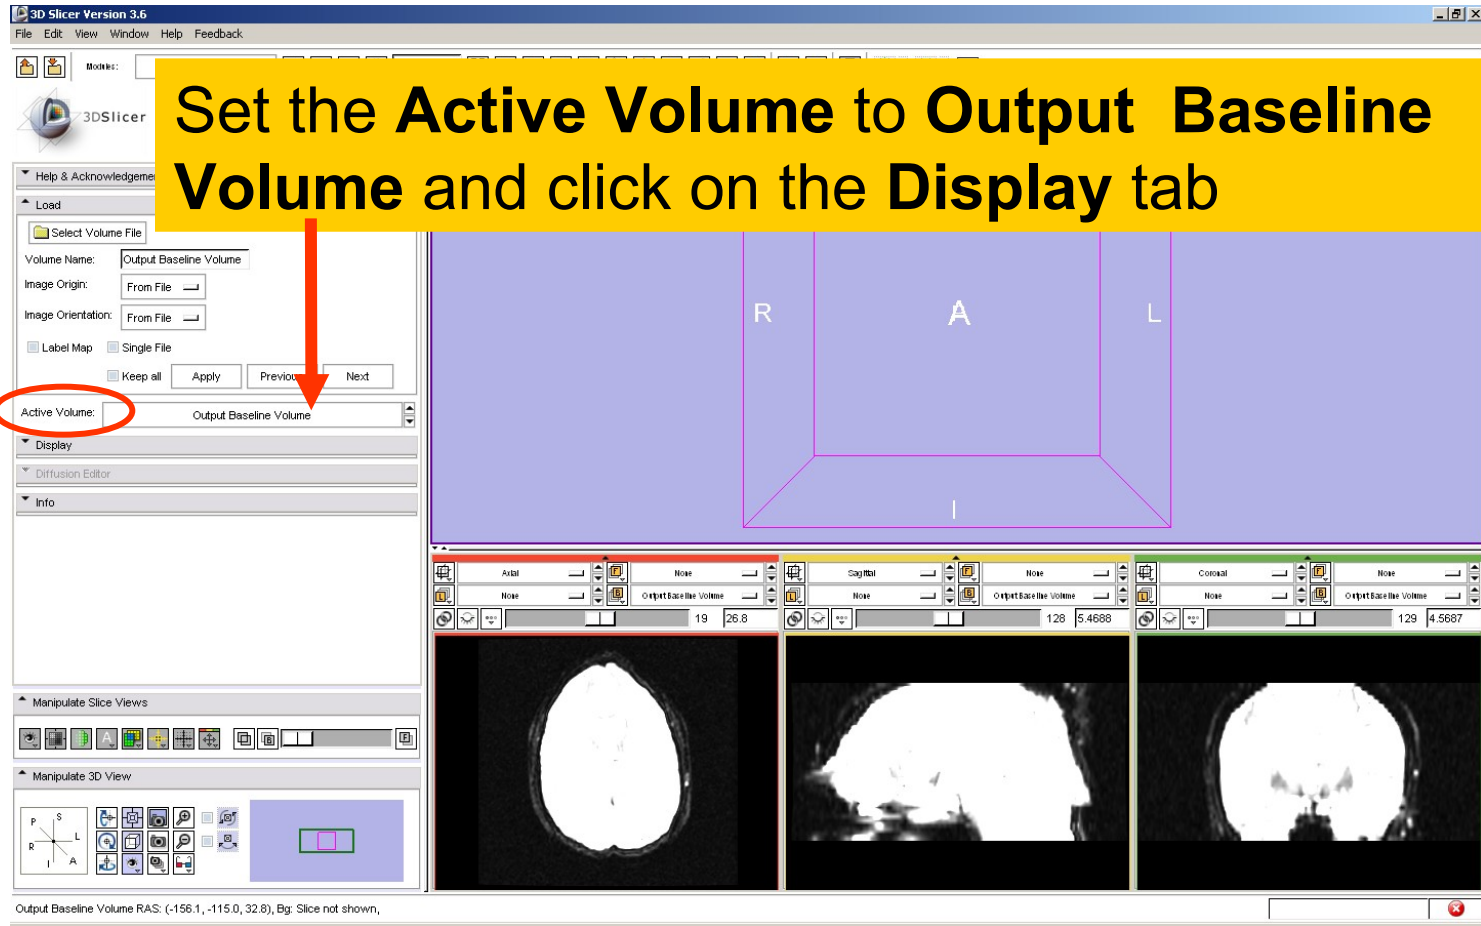 3D Slicer Version 3.6
File Edit View Window Help Feedback
Modules:
3DSlicer
Set the Active Volume to Output Baseline
Volume and click on the Display tab
Help & Acknowledgeme
Load
Select Volume File
Volume Name: Output Baseline Volume
Image Origin: From File
Image Orientation: From File
Label Map Single File
Keep all Apply Previou Next
Active Volume: Output Baseline Volume
Display
Diffusion Editor
Info
R A L
I
Axial None Sagittal None Coronal None
None Output Baseline Volume None Output Baseline Volume None Output Baseline Volume
19 26.8 128 5.4688 129 4.5687
Manipulate Slice Views
Manipulate 3D View
P S
R L
I A
Output Baseline Volume RAS: (-156.1, -115.0, 32.8), Bg: Slice not shown,